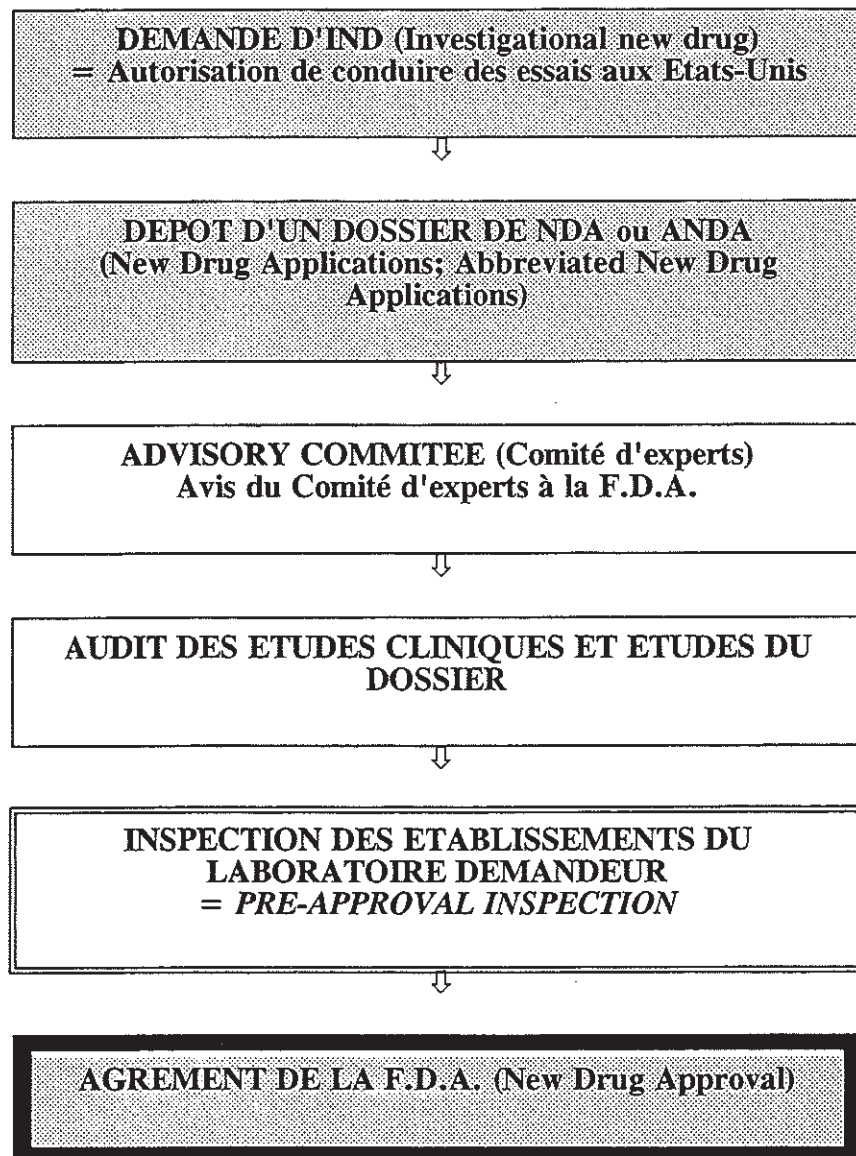 DEMANDE D'IND (Investigational new drug)
= Autorisation de conduire des essais aux Etats-Unis
DEPOT D'UN DOSSIER DE NDA ou ANDA
(New Drug Applications; Abbreviated New Drug
Applications)
ADVISORY COMMITEE (Comité d'experts)
Avis du Comité d'experts à la F.D.A.
AUDIT DES ETUDES CLINIQUES ET ETUDES DU
DOSSIER
INSPECTION DES ETABLISSEMENTS DU
LABORATOIRE DEMANDEUR
= PRE-APPROVAL INSPECTION
AGREMENT DE LA F.D.A. (New Drug Approval)